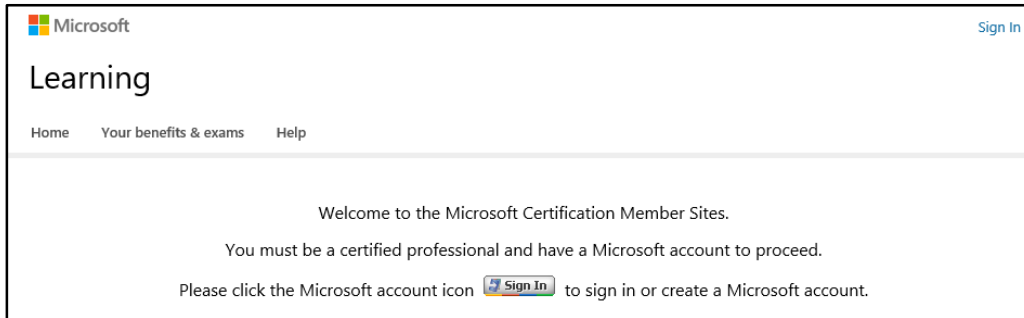 Microsoft
Sign In
Learning
Home Your benefits & exams Help
Welcome to the Microsoft Certification Member Sites.
You must be a certified professional and have a Microsoft account to proceed.
Please click the Microsoft account icon Sign In to sign in or create a Microsoft account.